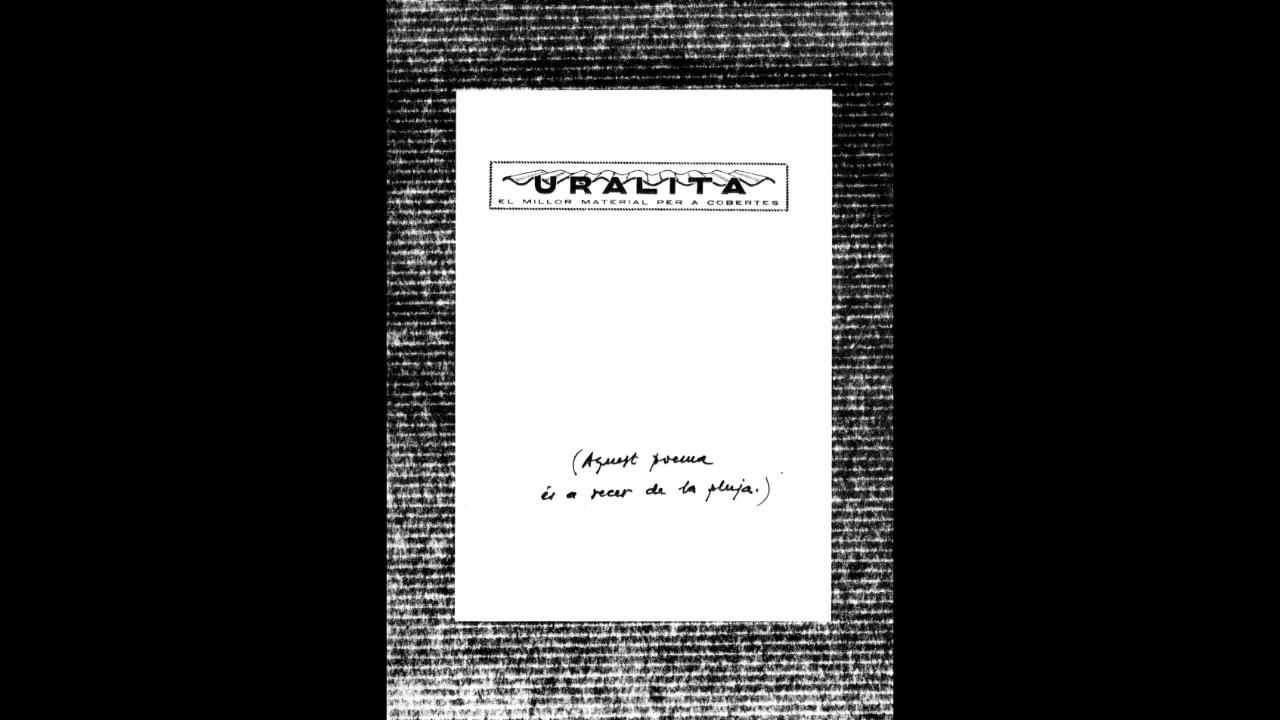 URALITA
EL MILLOR MATERIAL PER A COBERTES
(Aquest poema
és a recer de la pluja.)